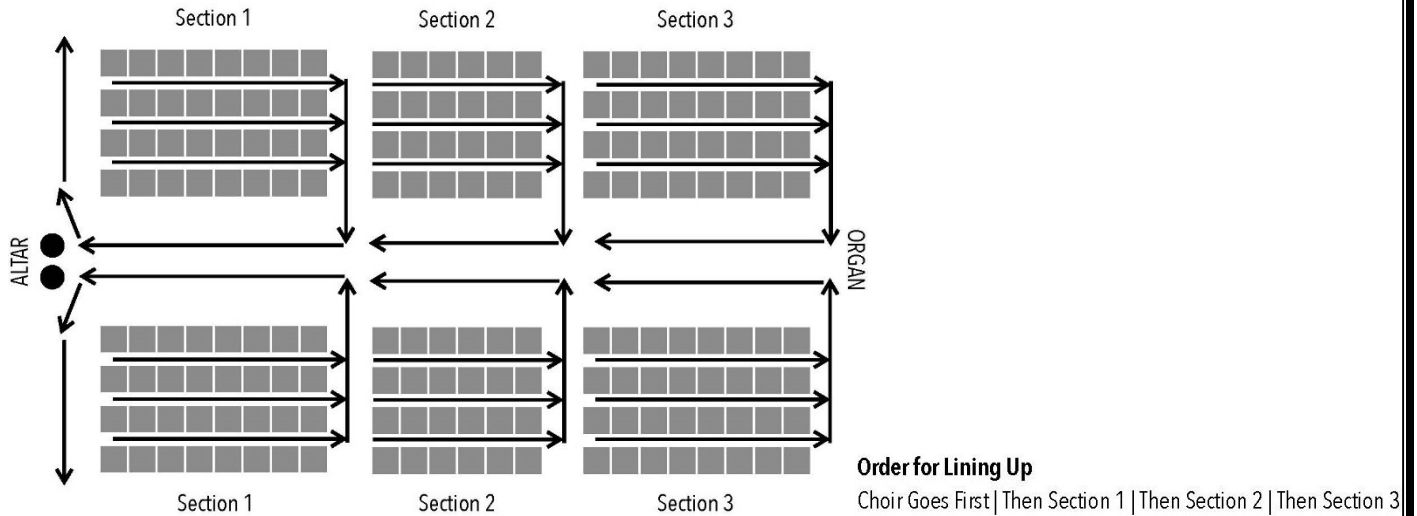 Section 1
Section 2
Section 3
ALTAR
ORGAN
Section 1
Section 2
Section 3
Order for Lining Up
Choir Goes First | Then Section 1 | Then Section 2 | Then Section 3